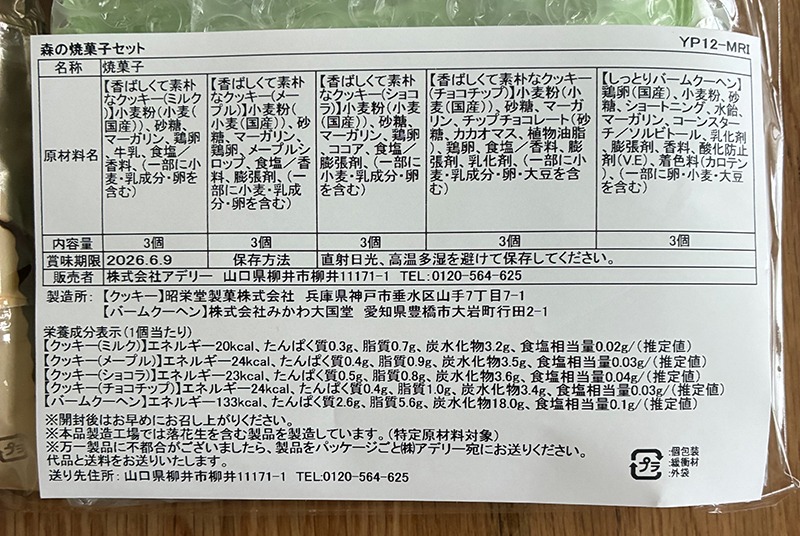 森の焼菓子セット YP12-MRI
名称 焼菓子
原材料名
【香ばしくて素朴
なクッキー(ミルク
)】小麦粉(小麦
(国産))、砂糖、
マーガリン、鶏卵
、牛乳、食塩/
香料、(一部に小
麦・乳成分・卵を
含む)
【香ばしくて素朴
なクッキー(メー
プル)】小麦粉(
小麦(国産))、
砂糖、マーガリン、
鶏卵、メープルシ
ロップ、食塩/香
料、膨張剤、(一
部に小麦・乳成
分・卵を含む)
【香ばしくて素朴
なクッキー(ショコ
ラ)】小麦粉(小
麦(国産))、砂糖、
マーガリン、鶏卵
、ココア、食塩/
膨張剤、香料、
(一部に小麦・乳
成分・卵を含む)
【香ばしくて素朴なクッキー
(チョコチップ)】小麦粉(小
麦(国産))、砂糖、マーガ
リン、チップチョコレート(砂
糖、カカオマス、植物油脂
)、鶏卵、食塩/香料、膨
張剤、乳化剤、(一部に小
麦・乳成分・卵・大豆を含
む)
【しっとりバームクーヘン】
鶏卵(国産)、小麦粉、砂
糖、ショートニング、水飴、
マーガリン、コーンスター
チ/ソルビトール、乳化剤
、膨張剤、香料、酸化防止
剤(V.E)、着色料(カロテン
)、(一部に卵・小麦・大豆
を含む)
内容量 3個 3個 3個 3個 3個
賞味期限 2026.6.9 保存方法 直射日光、高温多湿を避けて保存してください。
販売者 株式会社アデリー 山口県柳井市柳井11171-1 TEL:0120-564-625
製造所:【クッキー】昭栄堂製菓株式会社 兵庫県神戸市垂水区山手7丁目7-1
【バームクーヘン】株式会社みかわ大国堂 愛知県豊橋市大岩町行田2-1
栄養成分表示(1個当たり)
【クッキー(ミルク)】エネルギー20kcal、たんぱく質0.3g、脂質0.7g、炭水化物3.2g、食塩相当量0.02g/(推定値)
【クッキー(メープル)】エネルギー24kcal、たんぱく質0.4g、脂質0.9g、炭水化物3.5g、食塩相当量0.03g/(推定値)
【クッキー(ショコラ)】エネルギー23kcal、たんぱく質0.5g、脂質0.8g、炭水化物3.6g、食塩相当量0.04g/(推定値)
【クッキー(チョコチップ)】エネルギー24kcal、たんぱく質0.4g、脂質1.0g、炭水化物3.4g、食塩相当量0.03g/(推定値)
【バームクーヘン】エネルギー133kcal、たんぱく質2.6g、脂質5.6g、炭水化物18.0g、食塩相当量0.1g/(推定値)
※開封後はお早めにお召し上がりください。
※本品製造工場では落花生を含む製品を製造しています。(特定原材料対象)
※万一製品に不都合がございましたら、製品をパッケージごと㈱アデリー宛にお送りください。
代品と送料をお送りいたします。
送り先住所:山口県柳井市柳井11171-1 TEL:0120-564-625
プラ
:個包装
:緩衝材
:外袋
プラ